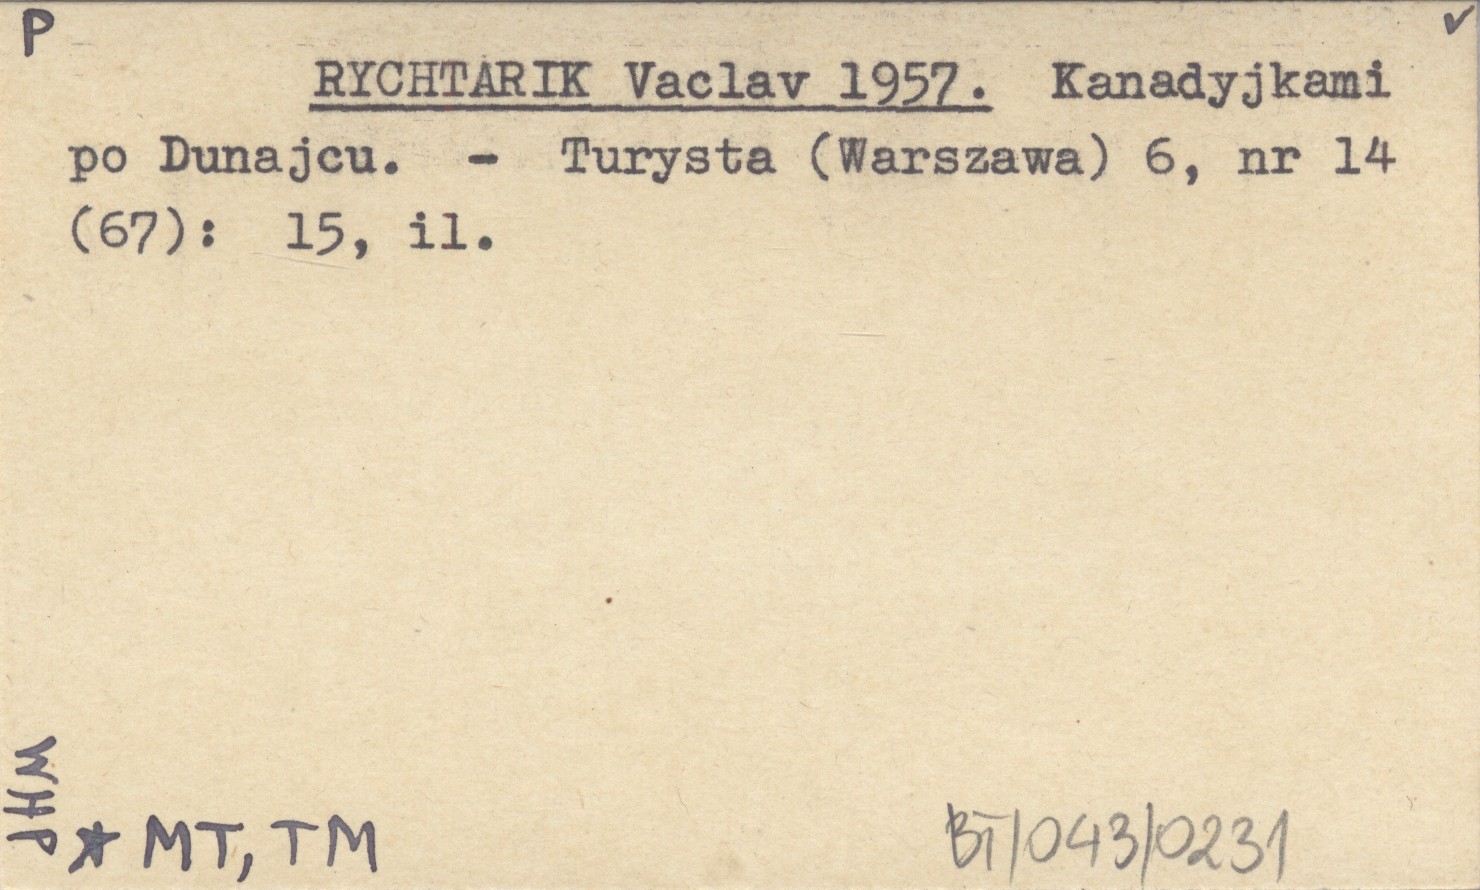 P
✓
RYCHTARIK Vaclav 1957. Kanadyjkami
po Dunajcu. - Turysta (Warszawa) 6, nr 14
(67): 15, il.
WHP
* MT, TM
BT/043/0231